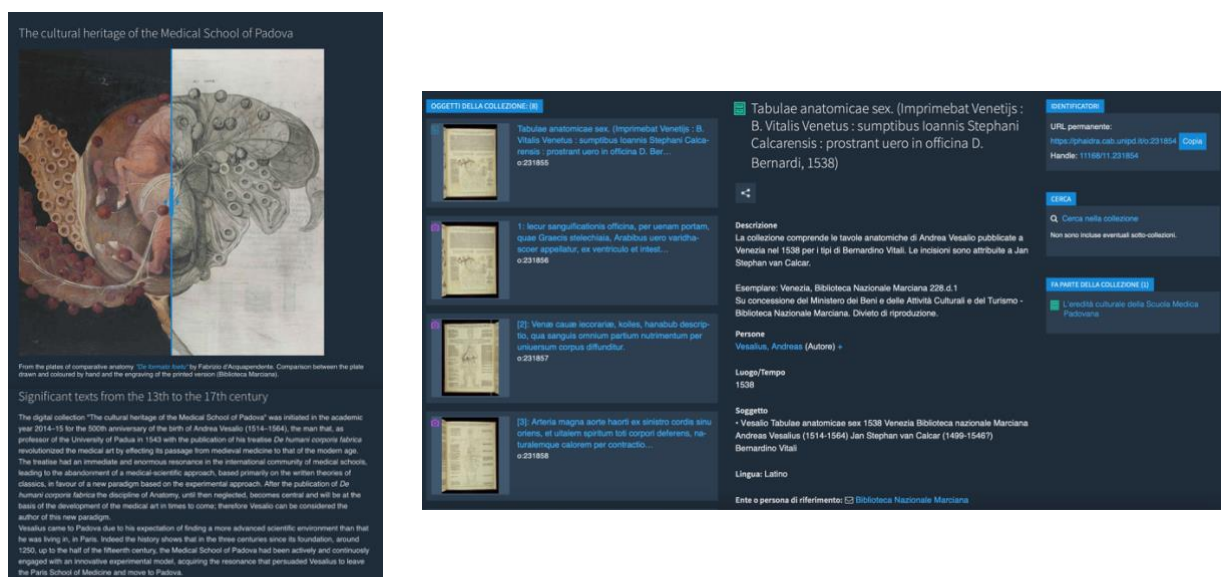 The cultural heritage of the Medical School of Padova
From the plates of comparative anatomy "De formato foetu" by Fabrizio d'Acquapendente. Comparison between the plate
drawn and coloured by hand and the engraving of the printed version (Biblioteca Marciana).
Significant texts from the 13th to the 17th century
The digital collection "The cultural heritage of the Medical School of Padova" was initiated in the academic
year 2014–15 for the 500th anniversary of the birth of Andrea Vesalio (1514–1564), the man that, as
professor of the University of Padua in 1543 with the publication of his treatise De humani corporis fabrica
revolutionized the medical art by effecting its passage from medieval medicine to that of the modern age.
The treatise had an immediate and enormous resonance in the international community of medical schools,
leading to the abandonment of a medical-scientific approach, based primarily on the written theories of
classics, in favour of a new paradigm based on the experimental approach. After the publication of De
humani corporis fabrica the discipline of Anatomy, until then neglected, becomes central and will be at the
basis of the development of the medical art in times to come; therefore Vesalio can be considered the
author of this new paradigm.
Vesalius came to Padova due to his expectation of finding a more advanced scientific environment than that
he was living in, in Paris. Indeed the history shows that in the three centuries since its foundation, around
1250, up to the half of the fifteenth century, the Medical School of Padova had been actively and continuosly
engaged with an innovative experimental model, acquiring the resonance that persuaded Vesalius to leave
the Paris School of Medicine and move to Padova.
OGGETTI DELLA COLLEZIONE: (8)
Tabulae anatomicae sex. (Imprimebat Venetijs : B.
Vitalis Venetus : sumptibus Ioannis Stephani Calca-
rensis : prostrant uero in officina D. Ber...
o:231855
1: Iecur sanguificationis officina, per uenam portam,
quae Graecis stelechiaia, Arabibus uero varidha-
scoer appellatur, ex ventriculo et intest...
o:231856
[2]: Venæ cauæ iecorariæ, koiles, hanabub descrip-
tio, qua sanguis omnium partium nutrimentum per
uniuersum corpus diffunditur.
o:231857
[3]: Arteria magna aorte haorti ex sinistro cordis sinu
oriens, et uitalem spiritum toti corpori deferens, na-
turalemque calorem per contractio...
o:231858
Tabulae anatomicae sex. (Imprimebat Venetijs :
B. Vitalis Venetus : sumptibus Ioannis Stephani
Calcarensis : prostrant uero in officina D.
Bernardi, 1538)
Descrizione
La collezione comprende le tavole anatomiche di Andrea Vesalio pubblicate a
Venezia nel 1538 per i tipi di Bernardino Vitali. Le incisioni sono attribuite a Jan
Stephan van Calcar.
Esemplare: Venezia, Biblioteca Nazionale Marciana 228.d.1
Su concessione del Ministero dei Beni e delle Attività Culturali e del Turismo -
Biblioteca Nazionale Marciana. Divieto di riproduzione.
Persone
Vesalius, Andreas (Autore) +
Luogo/Tempo
1538
Soggetto
• Vesalio Tabulae anatomicae sex 1538 Venezia Biblioteca nazionale Marciana
Andreas Vesalius (1514-1564) Jan Stephan van Calcar (1499-1546?)
Bernardino Vitali
Lingua: Latino
Ente o persona di riferimento: Biblioteca Nazionale Marciana
IDENTIFICATORI
URL permanente:
https://phaidra.cab.unipd.it/o:231854 Copia
Handle: 11168/11.231854
CERCA
Cerca nella collezione
Non sono incluse eventuali sotto-collezioni.
FA PARTE DELLA COLLEZIONE (1)
L'eredità culturale della Scuola Medica
Padovana